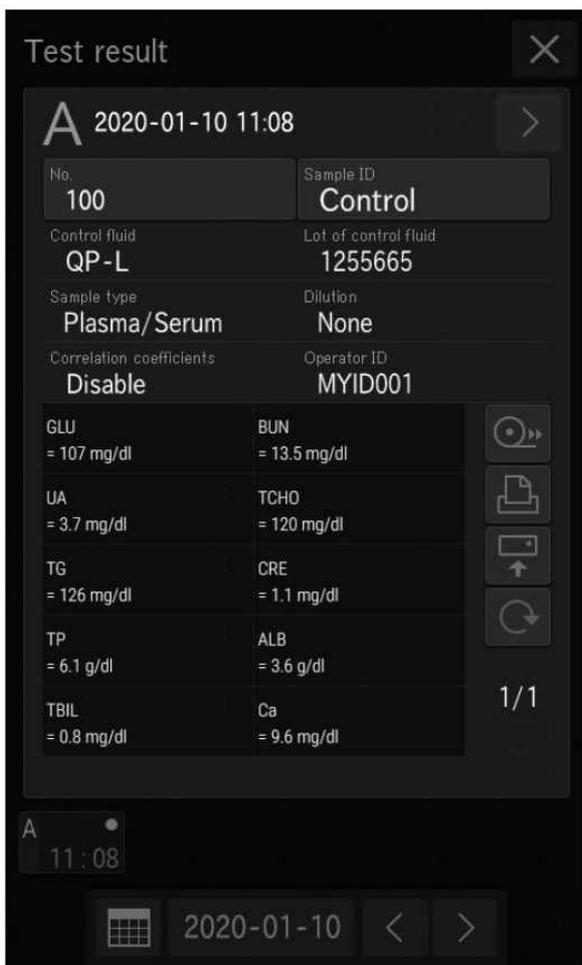 Test result
A 2020-01-10 11:08
No. Sample ID
100 Control
Control fluid Lot of control fluid
QP-L 1255665
Sample type Dilution
Plasma/Serum None
Correlation coefficients Operator ID
Disable MYID001
GLU BUN
= 107 mg/dl = 13.5 mg/dl
UA TCHO
= 3.7 mg/dl = 120 mg/dl
TG CRE
= 126 mg/dl = 1.1 mg/dl
TP ALB
= 6.1 g/dl = 3.6 g/dl
1/1
TBIL Ca
= 0.8 mg/dl = 9.6 mg/dl
A
11:08
2020-01-10